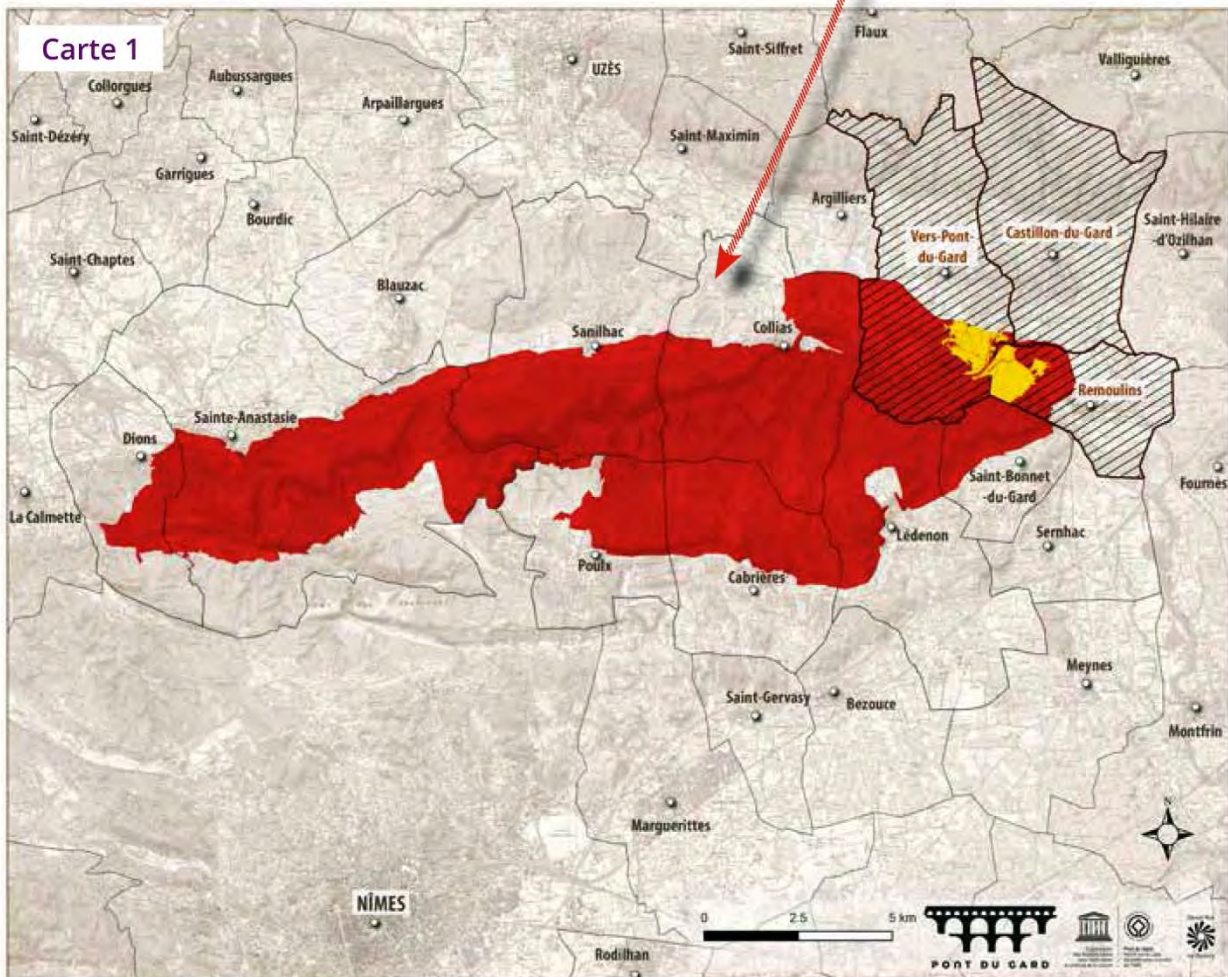 Carte 1
Flaux
Saint-Siffret
UZÈS
Valliguières
Aubussargues
Collorgues
Arpaillargues
Saint-Dézéry
Saint-Maximin
Garrigues
Argilliers
Bourdic
Saint-Hilaire
-d'Ozilhan
Vers-Pont-
du-Gard
Castillon-du-Gard
Saint-Chaptes
Blauzac
Sanilhac
Collias
Remoulins
Sainte-Anastasie
Dions
Saint-Bonnet
-du-Gard
Fournès
La Calmette
Lédenon
Sernhac
Poulx
Cabrières
Meynes
Saint-Gervasy
Bezouce
Montfrin
Marguerittes
N
NÎMES
0 2.5 5 km
PONT DU GARD
Rodilhan